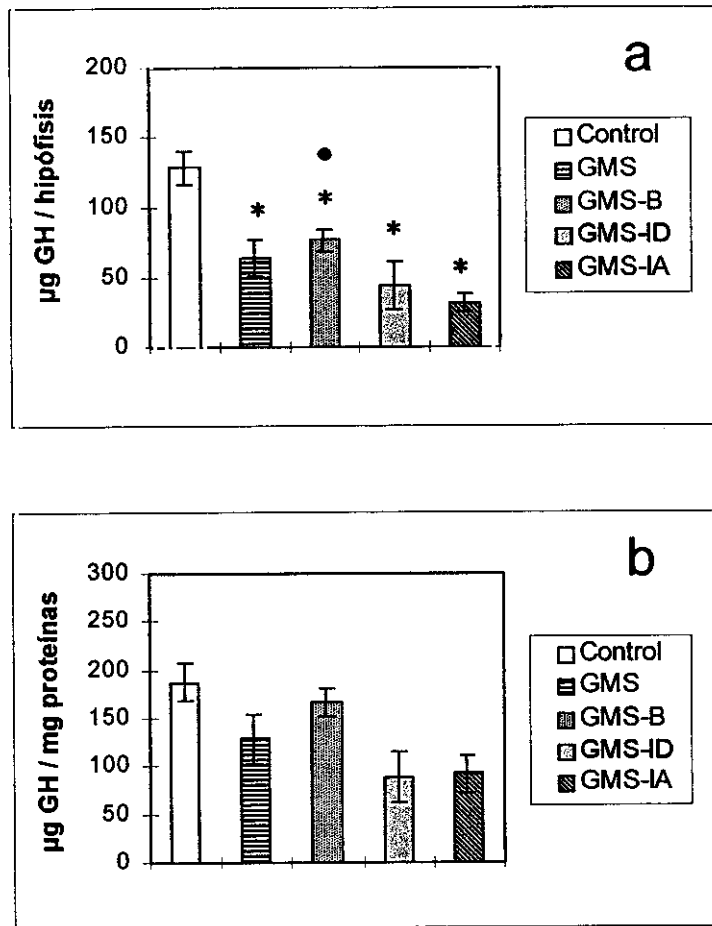 a
200
150
100
50
0
µg GH / hipófisis
●
* * * *
Control
GMS
GMS-B
GMS-ID
GMS-IA
b
300
250
200
150
100
50
0
µg GH / mg proteínas
Control
GMS
GMS-B
GMS-ID
GMS-IA